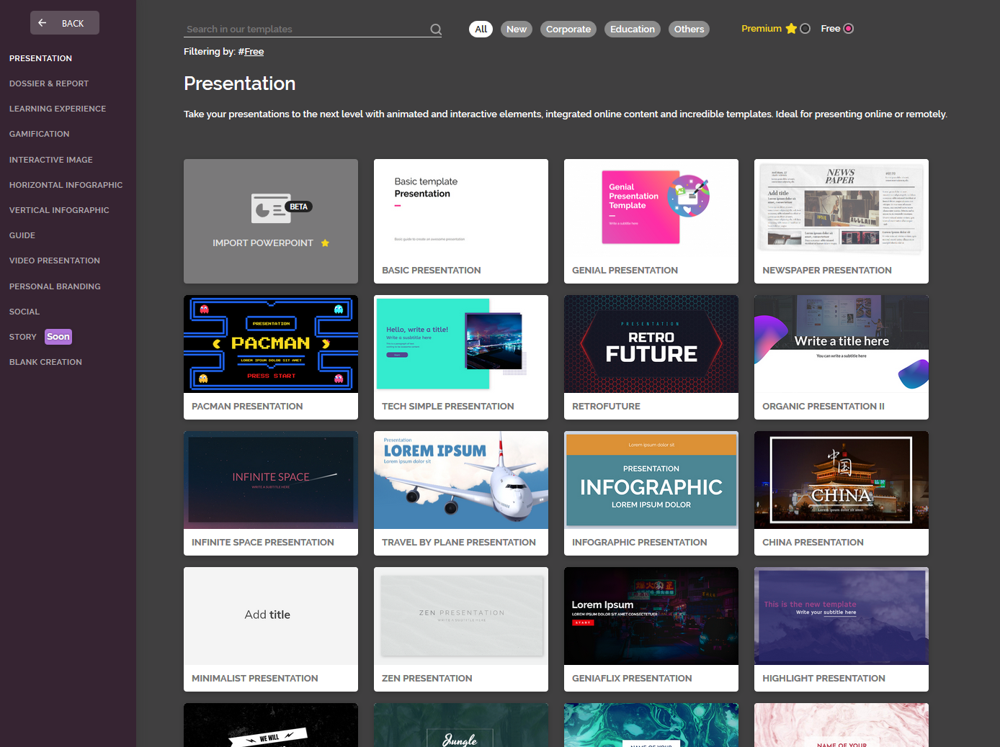 BACK
PRESENTATION
DOSSIER & REPORT
LEARNING EXPERIENCE
GAMIFICATION
INTERACTIVE IMAGE
HORIZONTAL INFOGRAPHIC
VERTICAL INFOGRAPHIC
GUIDE
VIDEO PRESENTATION
PERSONAL BRANDING
SOCIAL
STORY Soon
BLANK CREATION
Search in our templates
All New Corporate Education Others
Premium Free
Filtering by: #Free
Presentation
Take your presentations to the next level with animated and interactive elements, integrated online content and incredible templates. Ideal for presenting online or remotely.
BETA
IMPORT POWERPOINT
Basic template
Presentation
Basic guide to create an awesome presentation
BASIC PRESENTATION
Genial
Presentation
Template
Write a subtitle here
GENIAL PRESENTATION
NEWS
PAPER
Add title
INDIE
ALLCLAIM
NEWSPAPER PRESENTATION
PRESENTATION
PACMAN
LOREM IPSUM DOLOR SIT AMET
PRESS START
PACMAN PRESENTATION
Hello, write a title!
Write a subtitle here
TECH SIMPLE PRESENTATION
PRESENTATION
RETRO
FUTURE
RETROFUTURE
Write a title here
You can write a subtitle here
ORGANIC PRESENTATION II
INFINITE SPACE
WRITE A SUBTITLE HERE
INFINITE SPACE PRESENTATION
Presentation
LOREM IPSUM
Lorem ipsum dolor sit
TRAVEL BY PLANE PRESENTATION
Lorem ipsum dolor sit
PRESENTATION
INFOGRAPHIC
LOREM IPSUM DOLOR
INFOGRAPHIC PRESENTATION
中国
CHINA
Lorem ipsum dolor sit amet
CHINA PRESENTATION
Add title
MINIMALIST PRESENTATION
ZEN PRESENTATION
WRITE A SUBTITLE HERE
ZEN PRESENTATION
Lorem Ipsum
LOREM IPSUM DOLOR SIT AMET CONSECTETUER
START
GENIAFLIX PRESENTATION
This is the new template
Write your subtitle here
HIGHLIGHT PRESENTATION
WE WILL
Jungle
NAME OF YOUR
NAME OF YOUR